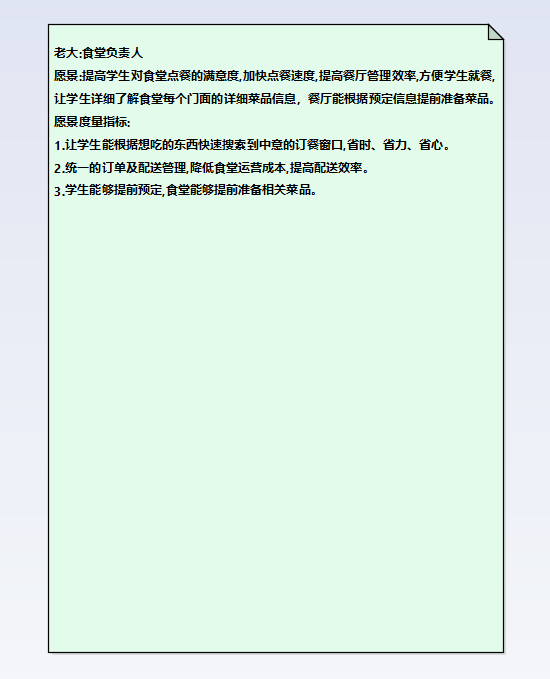 老大:食堂负责人
愿景:提高学生对食堂点餐的满意度,加快点餐速度,提高餐厅管理效率,方便学生就餐,
让学生详细了解食堂每个门面的详细菜品信息，餐厅能根据预定信息提前准备菜品。
愿景度量指标:
1.让学生能根据想吃的东西快速搜索到中意的订餐窗口,省时、省力、省心。
2.统一的订单及配送管理,降低食堂运营成本,提高配送效率。
3.学生能够提前预定,食堂能够提前准备相关菜品。